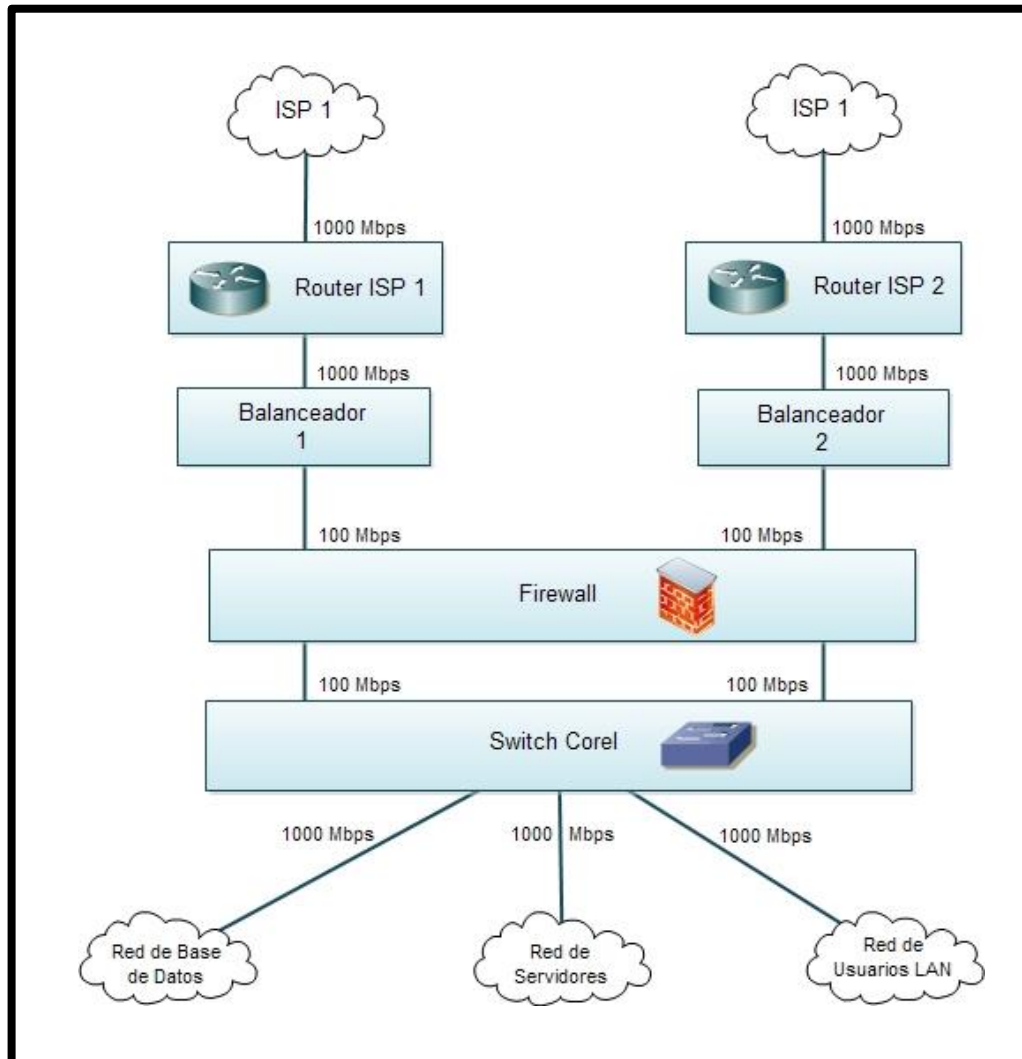 ISP 1
ISP 1
1000 Mbps
1000 Mbps
Router ISP 1
Router ISP 2
1000 Mbps
1000 Mbps
Balanceador
1
Balanceador
2
100 Mbps
100 Mbps
Firewall
100 Mbps
100 Mbps
Switch Corel
1000 Mbps
1000 Mbps
1000 Mbps
Red de Base
de Datos
Red de
Servidores
Red de
Usuarios LAN